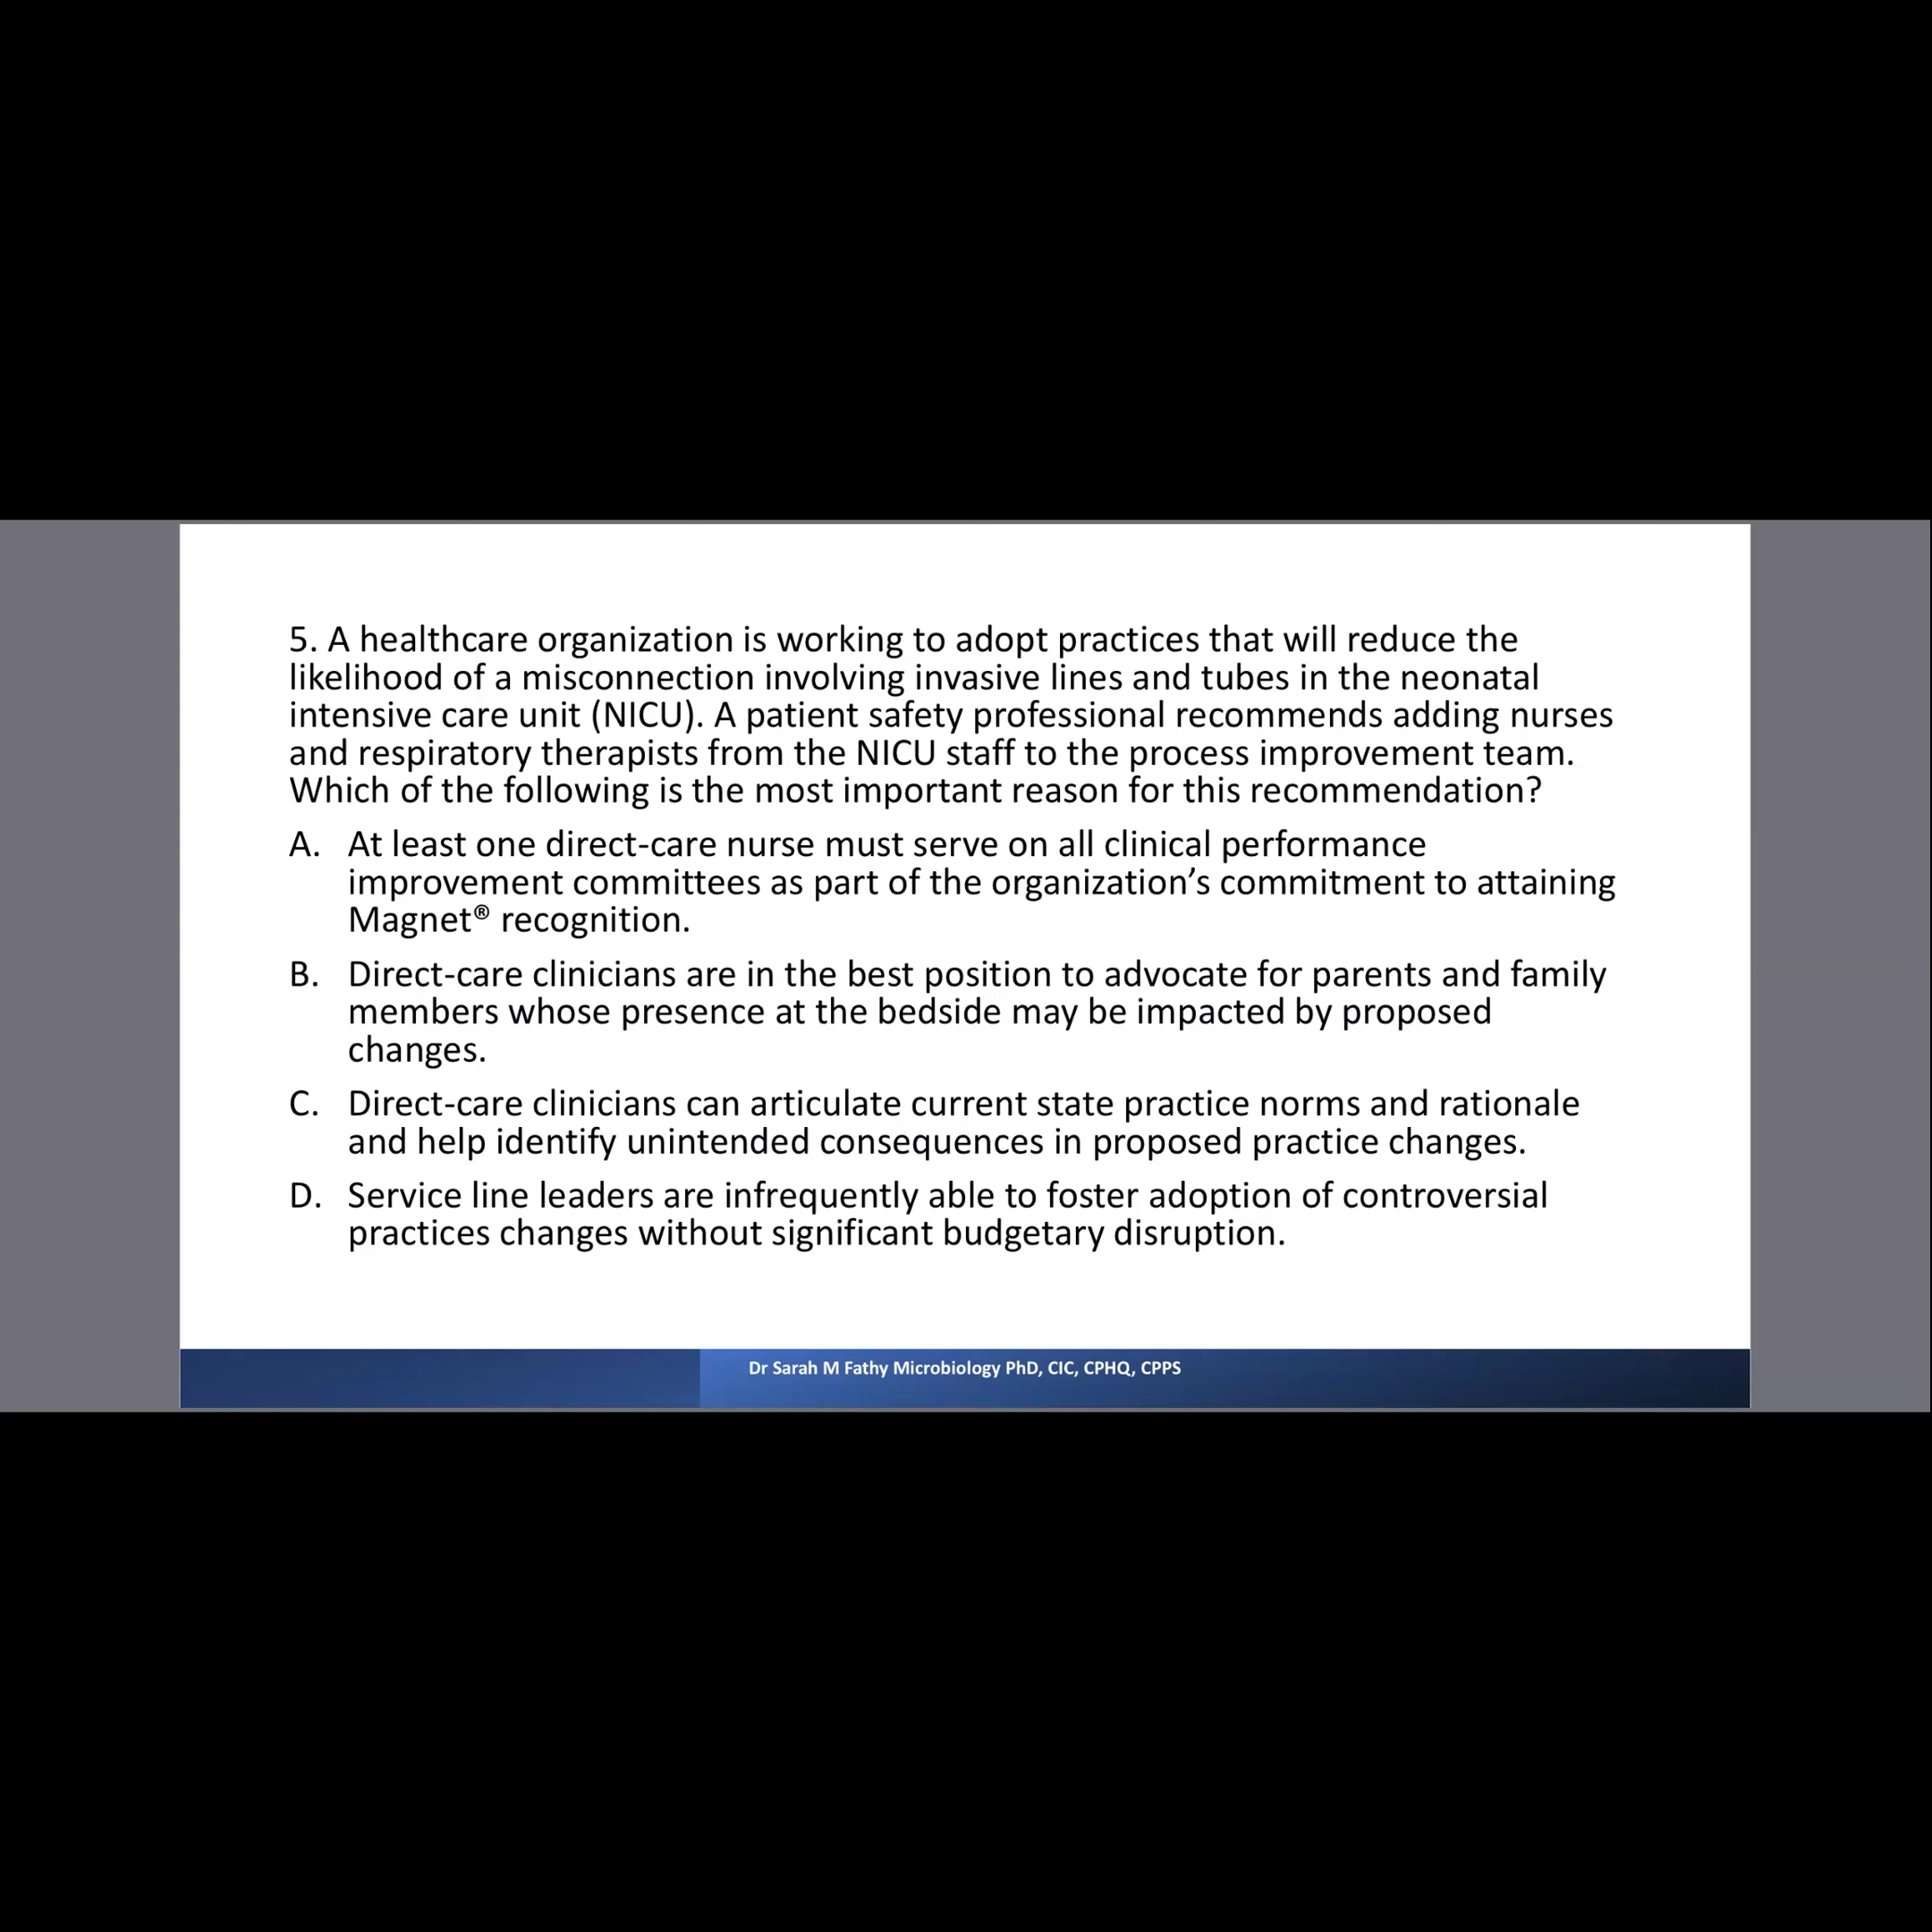 5. A healthcare organization is working to adopt practices that will reduce the
likelihood of a misconnection involving invasive lines and tubes in the neonatal
intensive care unit (NICU). A patient safety professional recommends adding nurses
and respiratory therapists from the NICU staff to the process improvement team.
Which of the following is the most important reason for this recommendation?
A. At least one direct-care nurse must serve on all clinical performance
improvement committees as part of the organization’s commitment to attaining
Magnet® recognition.
B. Direct-care clinicians are in the best position to advocate for parents and family
members whose presence at the bedside may be impacted by proposed
changes.
C. Direct-care clinicians can articulate current state practice norms and rationale
and help identify unintended consequences in proposed practice changes.
D. Service line leaders are infrequently able to foster adoption of controversial
practices changes without significant budgetary disruption.
Dr Sarah M Fathy Microbiology PhD, CIC, CPHQ, CPPS